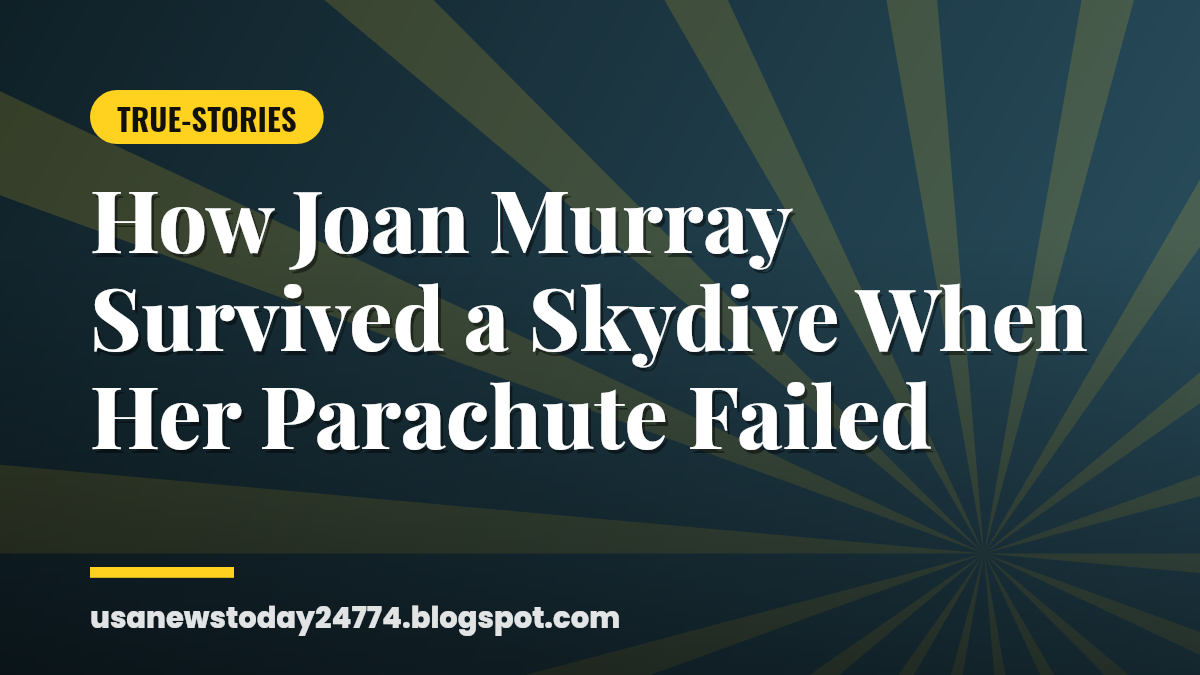 TRUE-STORIES
How Joan Murray
Survived a Skydive When
Her Parachute Failed
usanewstoday24774.blogspot.com